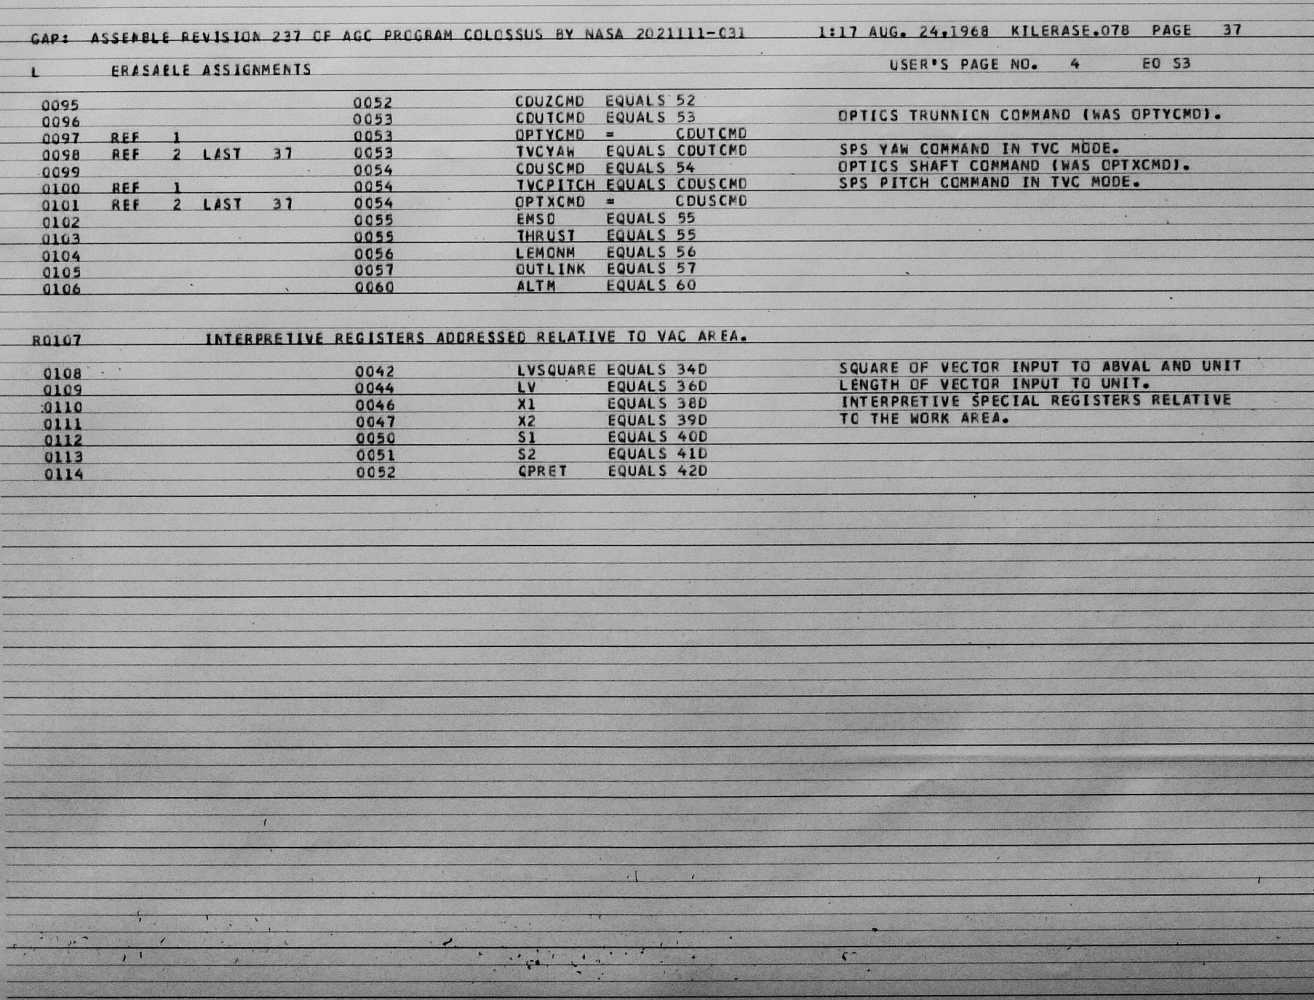 GAP: ASSEMBLE REVISION 237 OF AGC PROGRAM COLOSSUS BY NASA 2021111-031 1:17 AUG. 24,1968 KILERASE.078 PAGE 37
L ERASABLE ASSIGNMENTS USER'S PAGE NO. 4 E0 S3
0095 0052 CDUZCMD EQUALS 52
0096 0053 CDUTCMD EQUALS 53 OPTICS TRUNNION COMMAND (WAS OPTYCMD).
0097 REF 1 0053 OPTYCMD = CDUTCMD
0098 REF 2 LAST 37 0053 TVCYAW EQUALS CDUTCMD SPS YAW COMMAND IN TVC MODE.
0099 0054 CDUSCMD EQUALS 54 OPTICS SHAFT COMMAND (WAS OPTXCMD).
0100 REF 1 0054 TVCPITCH EQUALS CDUSCMD SPS PITCH COMMAND IN TVC MODE.
0101 REF 2 LAST 37 0054 OPTXCMD = CDUSCMD
0102 0055 EMSD EQUALS 55
0103 0055 THRUST EQUALS 55
0104 0056 LEMONM EQUALS 56
0105 0057 OUTLINK EQUALS 57
0106 0060 ALTM EQUALS 60
R0107 INTERPRETIVE REGISTERS ADDRESSED RELATIVE TO VAC AREA.
0108 0042 LVSQUARE EQUALS 34D SQUARE OF VECTOR INPUT TO ABVAL AND UNIT
0109 0044 LV EQUALS 36D LENGTH OF VECTOR INPUT TO UNIT.
0110 0046 X1 EQUALS 38D INTERPRETIVE SPECIAL REGISTERS RELATIVE
0111 0047 X2 EQUALS 39D TO THE WORK AREA.
0112 0050 S1 EQUALS 40D
0113 0051 S2 EQUALS 41D
0114 0052 QPRET EQUALS 42D